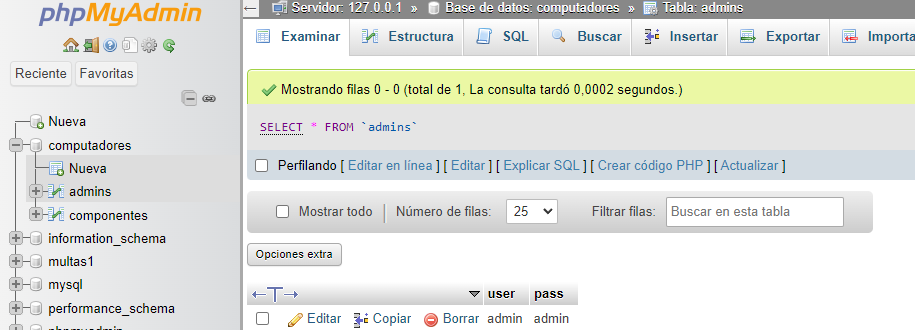 phpMyAdmin
Servidor: 127.0.0.1 » Base de datos: computadores » Tabla: admins
Examinar Estructura SQL Buscar Insertar Exportar Importa
Reciente Favoritas
Mostrando filas 0 - 0 (total de 1, La consulta tardó 0,0002 segundos.)
SELECT * FROM `admins`
Perfilando [ Editar en línea ] [ Editar ] [ Explicar SQL ] [ Crear código PHP ] [ Actualizar ]
Mostrar todo Número de filas: 25 Filtrar filas: Buscar en esta tabla
Opciones extra
user pass
Editar Copiar Borrar admin admin
Nueva
computadores
Nueva
admins
componentes
information_schema
multas1
mysql
performance_schema
phpmyadmin